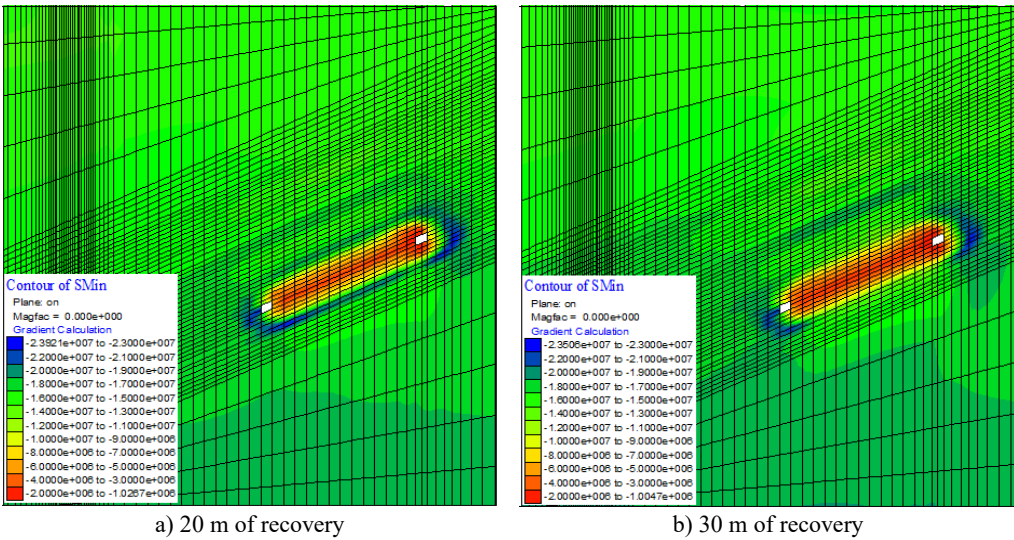 Contour of SMin
Plane: on
Magfac = 0.000e+000
Gradient Calculation
-2.3921e+007 to -2.3000e+007
-2.2000e+007 to -2.1000e+007
-2.0000e+007 to -1.9000e+007
-1.8000e+007 to -1.7000e+007
-1.6000e+007 to -1.5000e+007
-1.4000e+007 to -1.3000e+007
-1.2000e+007 to -1.1000e+007
-1.0000e+007 to -9.0000e+006
-8.0000e+006 to -7.0000e+006
-6.0000e+006 to -5.0000e+006
-4.0000e+006 to -3.0000e+006
-2.0000e+006 to -1.0267e+006
a) 20 m of recovery
Contour of SMin
Plane: on
Magfac = 0.000e+000
Gradient Calculation
-2.3506e+007 to -2.3000e+007
-2.2000e+007 to -2.1000e+007
-2.0000e+007 to -1.9000e+007
-1.8000e+007 to -1.7000e+007
-1.6000e+007 to -1.5000e+007
-1.4000e+007 to -1.3000e+007
-1.2000e+007 to -1.1000e+007
-1.0000e+007 to -9.0000e+006
-8.0000e+006 to -7.0000e+006
-6.0000e+006 to -5.0000e+006
-4.0000e+006 to -3.0000e+006
-2.0000e+006 to -1.0047e+006
b) 30 m of recovery